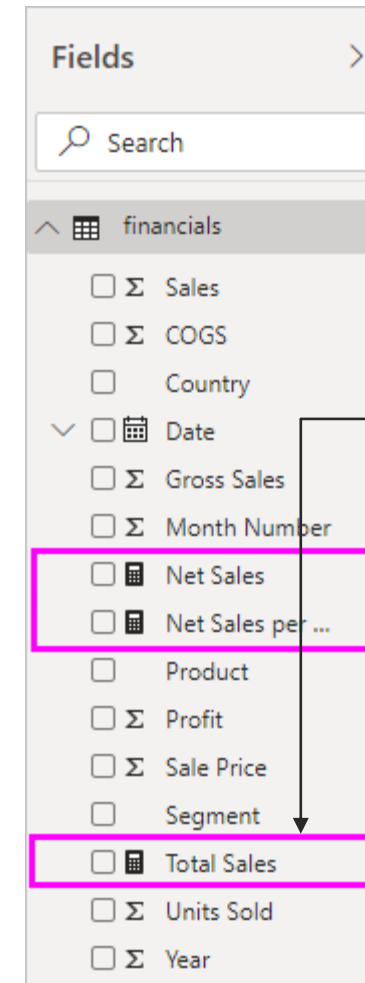 Fields
Search
financials
Σ Sales
Σ COGS
Country
Date
Σ Gross Sales
Σ Month Number
Net Sales
Net Sales per ...
Product
Σ Profit
Σ Sale Price
Segment
Total Sales
Σ Units Sold
Σ Year